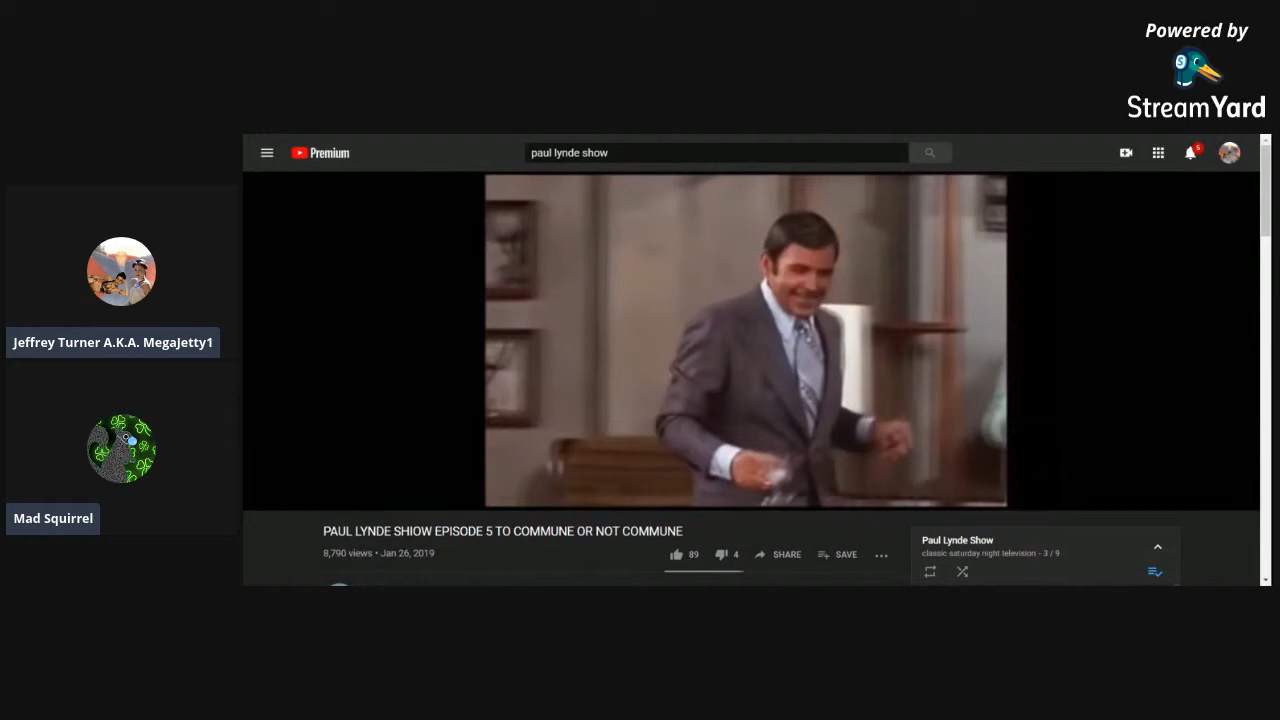 Powered by
StreamYard
Premium
paul lynde show
5
Jeffrey Turner A.K.A. MegaJetty1
Mad Squirrel
PAUL LYNDE SHIOW EPISODE 5 TO COMMUNE OR NOT COMMUNE
8,790 views • Jan 26, 2019
89
4
SHARE
SAVE
Paul Lynde Show
classic saturday night television - 3 / 9